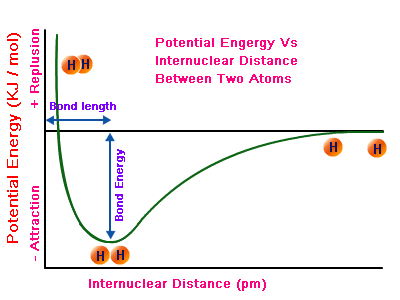 Potential Engergy Vs
Internuclear Distance
Between Two Atoms
Potential Energy (KJ / mol)
+ Replusion
- Attraction
H H
Bond length
Bond Energy
H H
H H
Internuclear Distance (pm)